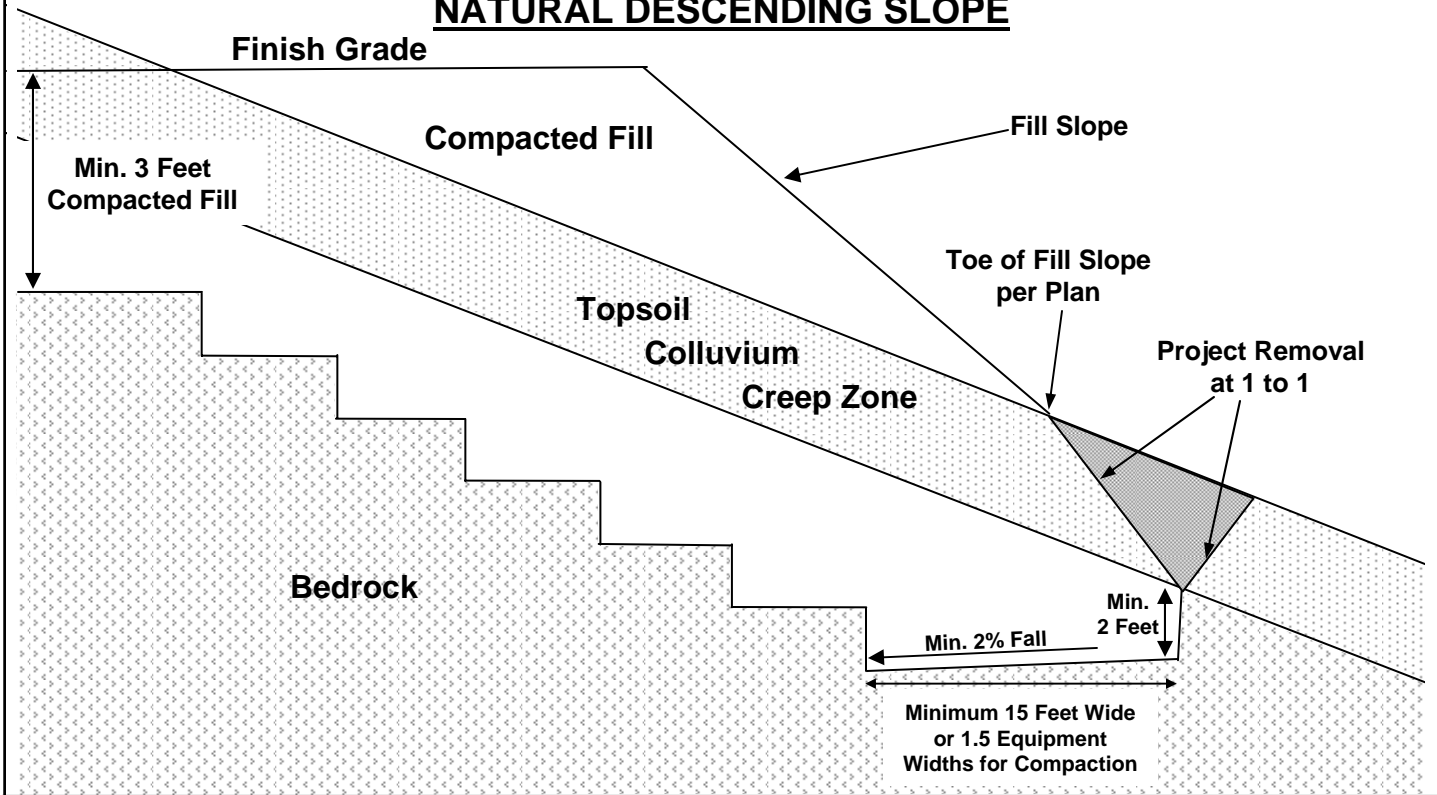 NATURAL DESCENDING SLOPE
Finish Grade
Compacted Fill
Fill Slope
Min. 3 Feet
Compacted Fill
Toe of Fill Slope
per Plan
Topsoil
Colluvium
Creep Zone
Project Removal
at 1 to 1
Bedrock
Min.
2 Feet
Min. 2% Fall
Minimum 15 Feet Wide
or 1.5 Equipment
Widths for Compaction